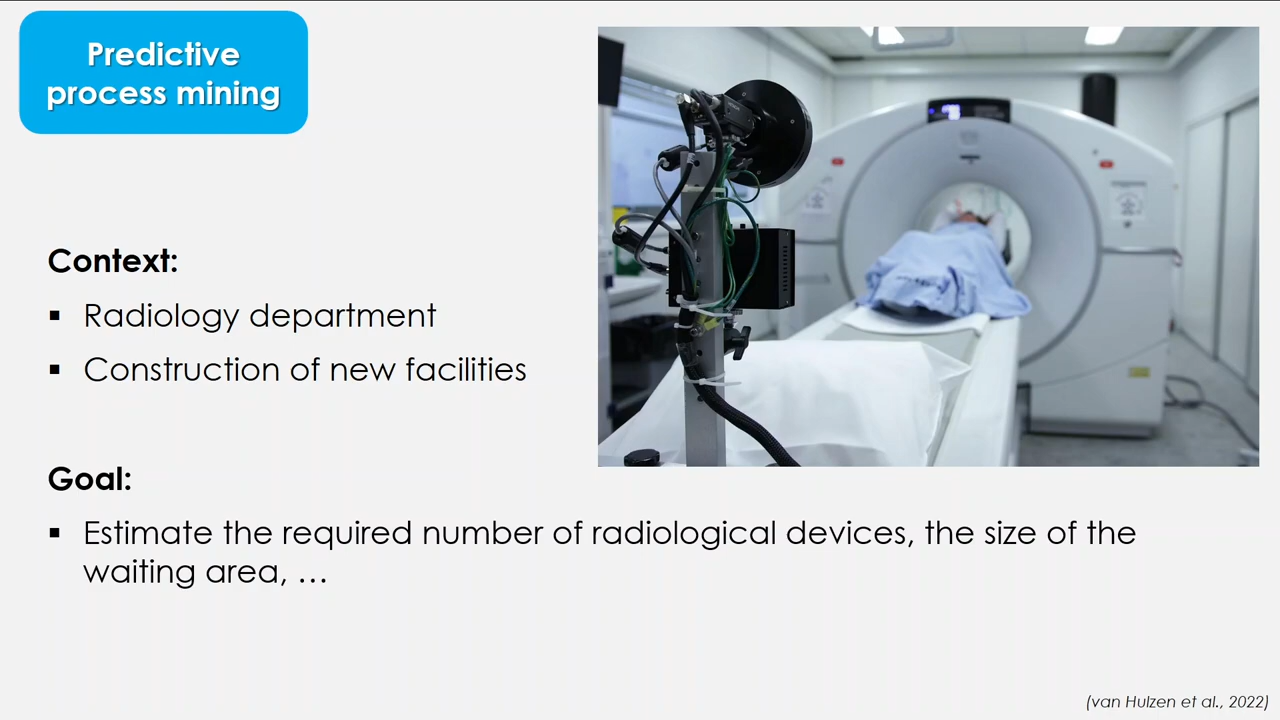 Predictive
process mining
Context:
▪ Radiology department
▪ Construction of new facilities
Goal:
▪ Estimate the required number of radiological devices, the size of the
waiting area, …
(van Hulzen et al., 2022)